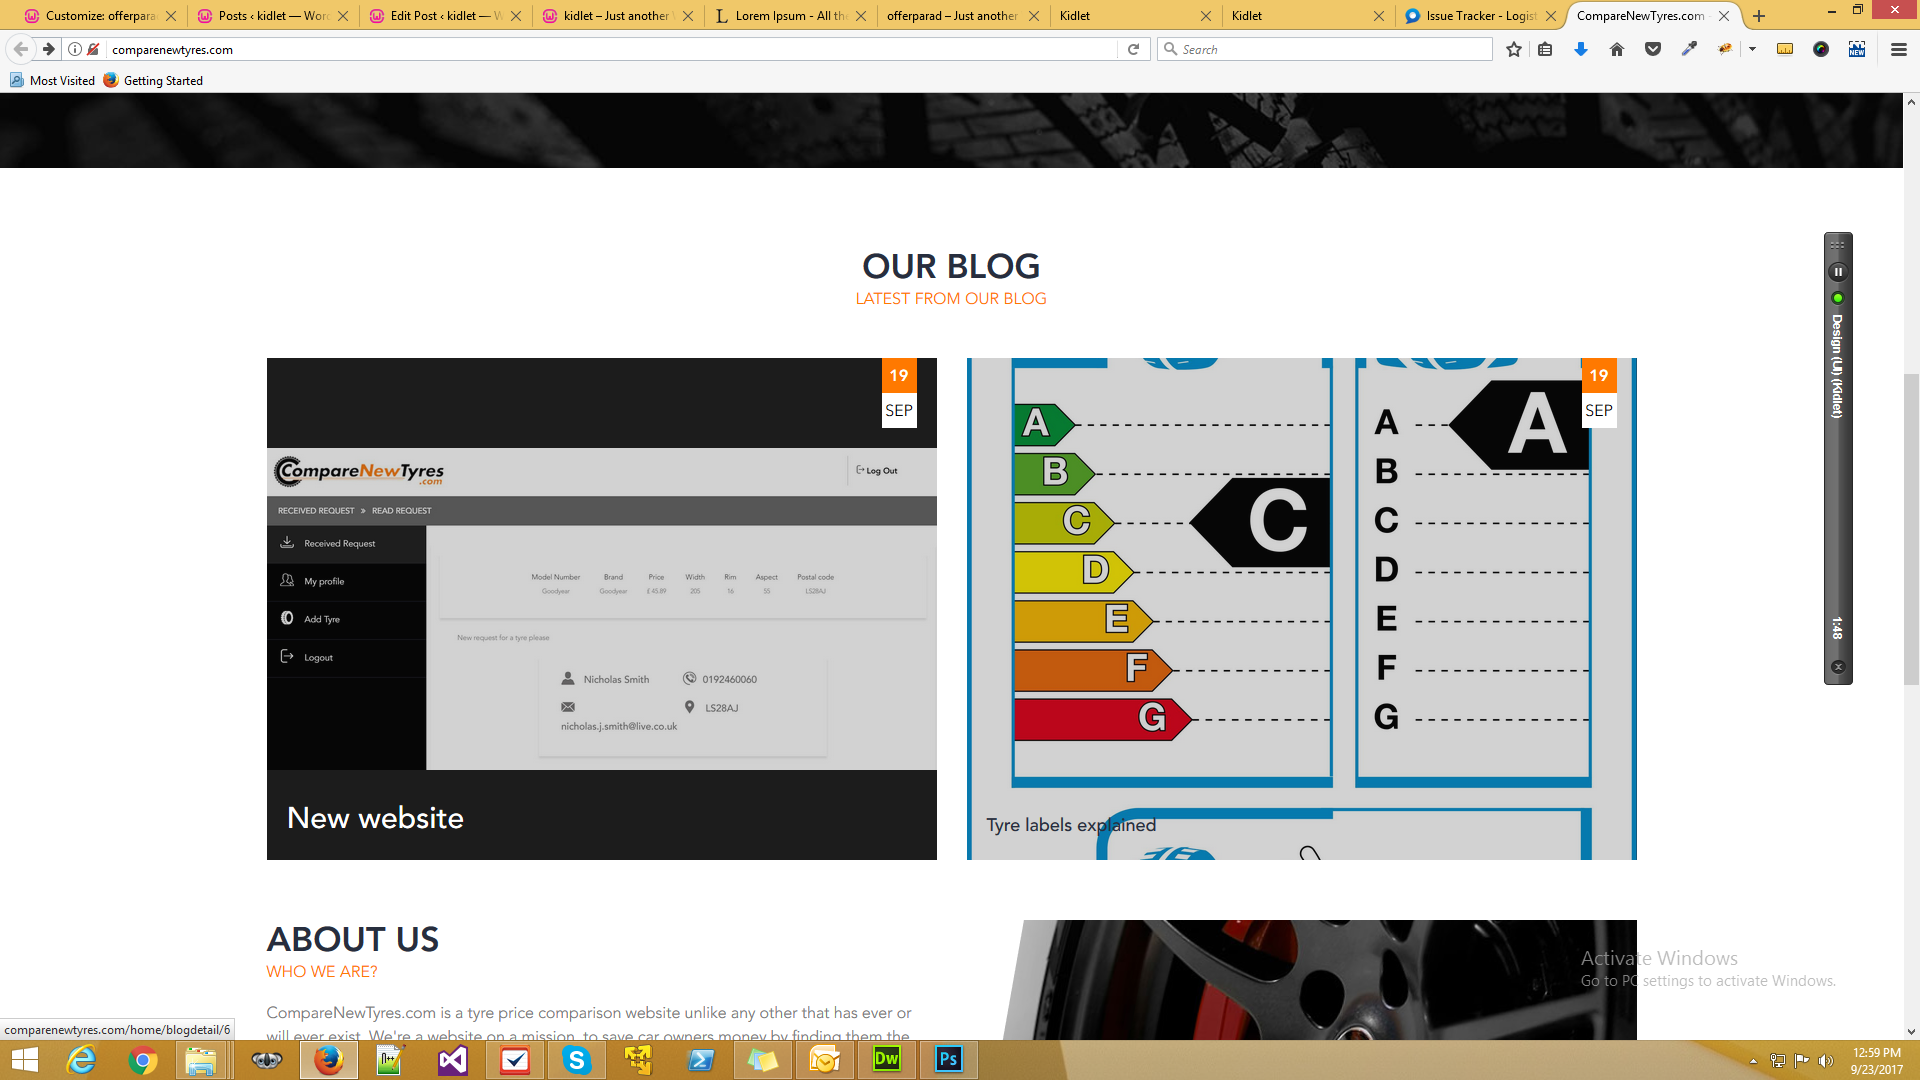 Customize: offerpara
Posts ‹ kidlet — Wor
Edit Post ‹ kidlet — W
kidlet – Just another
Lorem Ipsum - All the
offerparad – Just another
Kidlet
Kidlet
Issue Tracker - Logist
CompareNewTyres.com
comparenewtyres.com
Search
Most Visited
Getting Started
OUR BLOG
LATEST FROM OUR BLOG
19
SEP
CompareNewTyres
.com
Log Out
RECEIVED REQUEST » READ REQUEST
Received Request
My profile
Add Tyre
Logout
Model Number Brand Price Width Rim Aspect Postal code
Goodyear Goodyear £ 45.89 205 16 55 LS28AJ
New request for a tyre please
Nicholas Smith
0192460060
LS28AJ
nicholas.j.smith@live.co.uk
New website
19
SEP
A
B
C
D
E
F
G
C
A
B
C
D
E
F
G
A
Tyre labels explained
ABOUT US
WHO WE ARE?
CompareNewTyres.com is a tyre price comparison website unlike any other that has ever or
will ever exist. We're a website on a mission, to save car owners money by finding them the
Design (UI) (Kidlet)
1:48
Activate Windows
Go to PC settings to activate Windows.
comparenewtyres.com/home/blogdetail/6
NEW
Dw
Ps
12:59 PM
9/23/2017